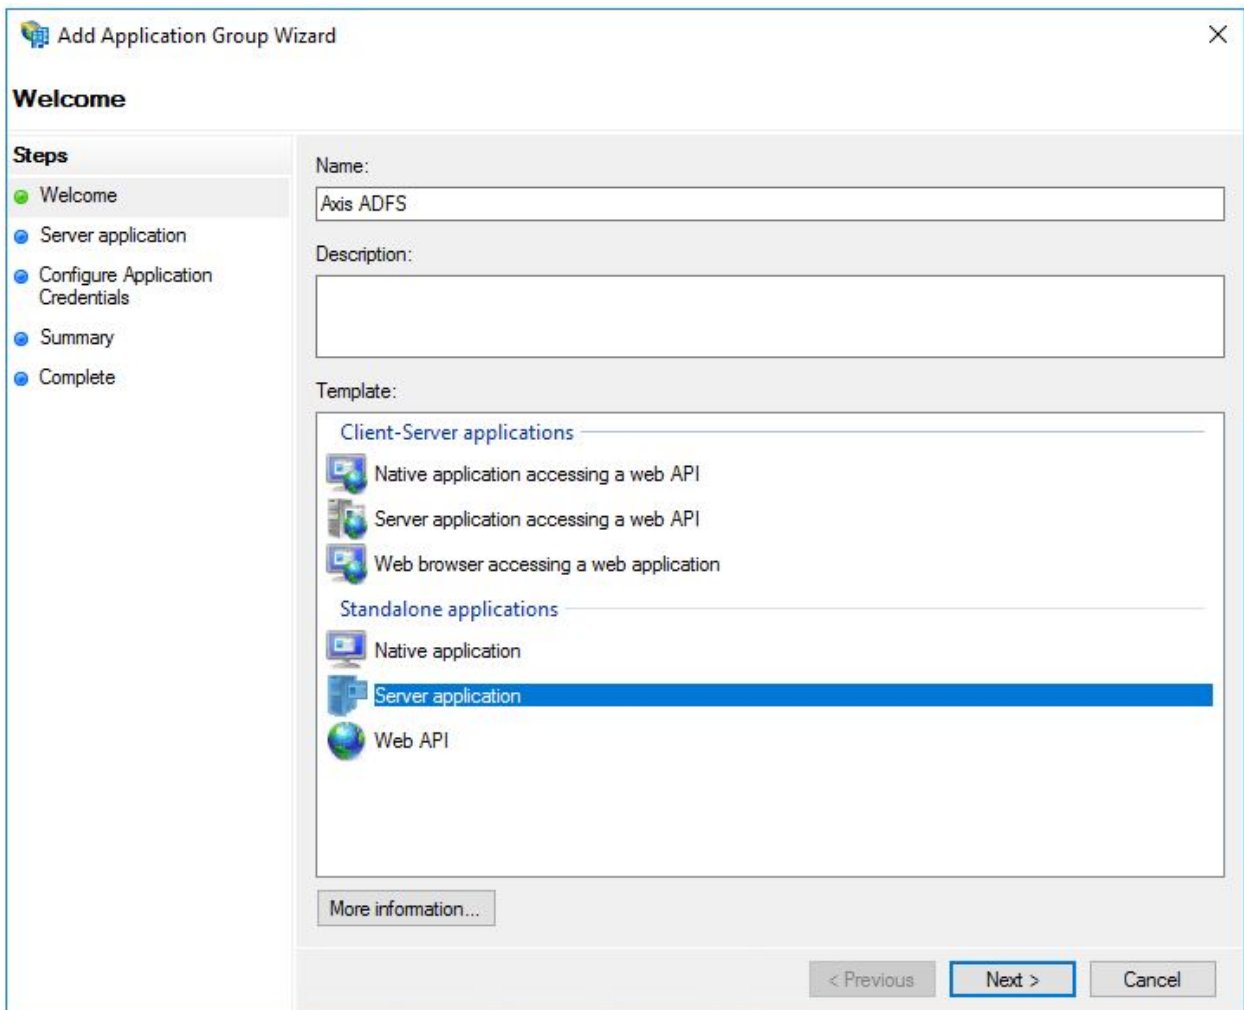 Add Application Group Wizard
Welcome
Steps
Welcome
Server application
Configure Application
Credentials
Summary
Complete
Name:
Axis ADFS
Description:
Template:
Client-Server applications
Native application accessing a web API
Server application accessing a web API
Web browser accessing a web application
Standalone applications
Native application
Server application
Web API
More information...
< Previous
Next >
Cancel